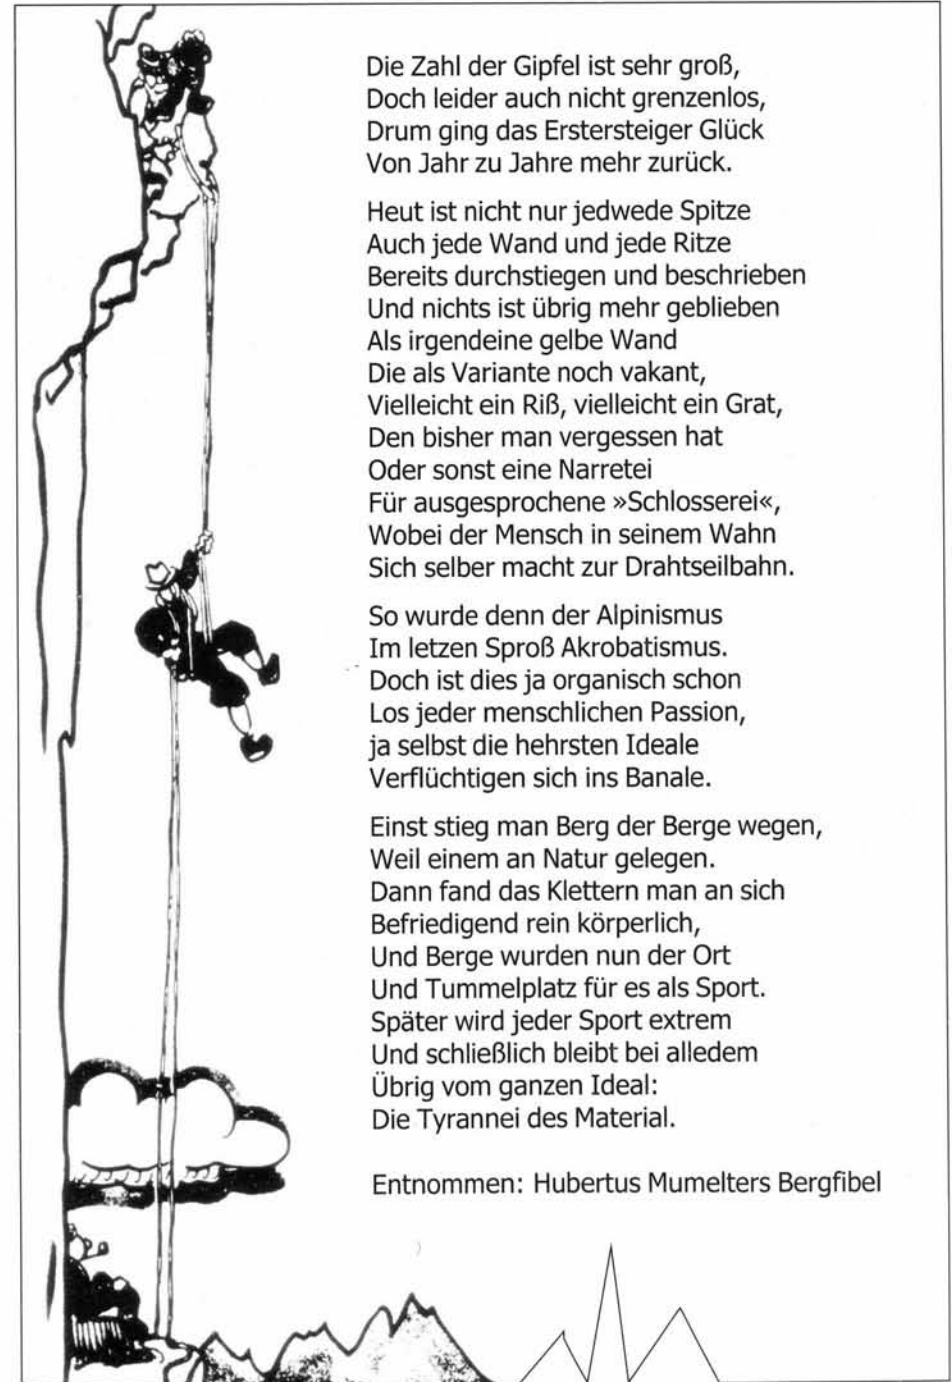 Die Zahl der Gipfel ist sehr groß,
Doch leider auch nicht grenzenlos,
Drum ging das Erstersteiger Glück
Von Jahr zu Jahre mehr zurück.
Heut ist nicht nur jedwede Spitze
Auch jede Wand und jede Ritze
Bereits durchstiegen und beschrieben
Und nichts ist übrig mehr geblieben
Als irgendeine gelbe Wand
Die als Variante noch vakant,
Vielleicht ein Riß, vielleicht ein Grat,
Den bisher man vergessen hat
Oder sonst eine Narretei
Für ausgesprochene »Schlosserei«,
Wobei der Mensch in seinem Wahn
Sich selber macht zur Drahtseilbahn.
So wurde denn der Alpinismus
Im letzen Sproß Akrobatismus.
Doch ist dies ja organisch schon
Los jeder menschlichen Passion,
ja selbst die hehrsten Ideale
Verflüchtigen sich ins Banale.
Einst stieg man Berg der Berge wegen,
Weil einem an Natur gelegen.
Dann fand das Klettern man an sich
Befriedigend rein körperlich,
Und Berge wurden nun der Ort
Und Tummelplatz für es als Sport.
Später wird jeder Sport extrem
Und schließlich bleibt bei alledem
Übrig vom ganzen Ideal:
Die Tyrannei des Material.
Entnommen: Hubertus Mumelters Bergfibel